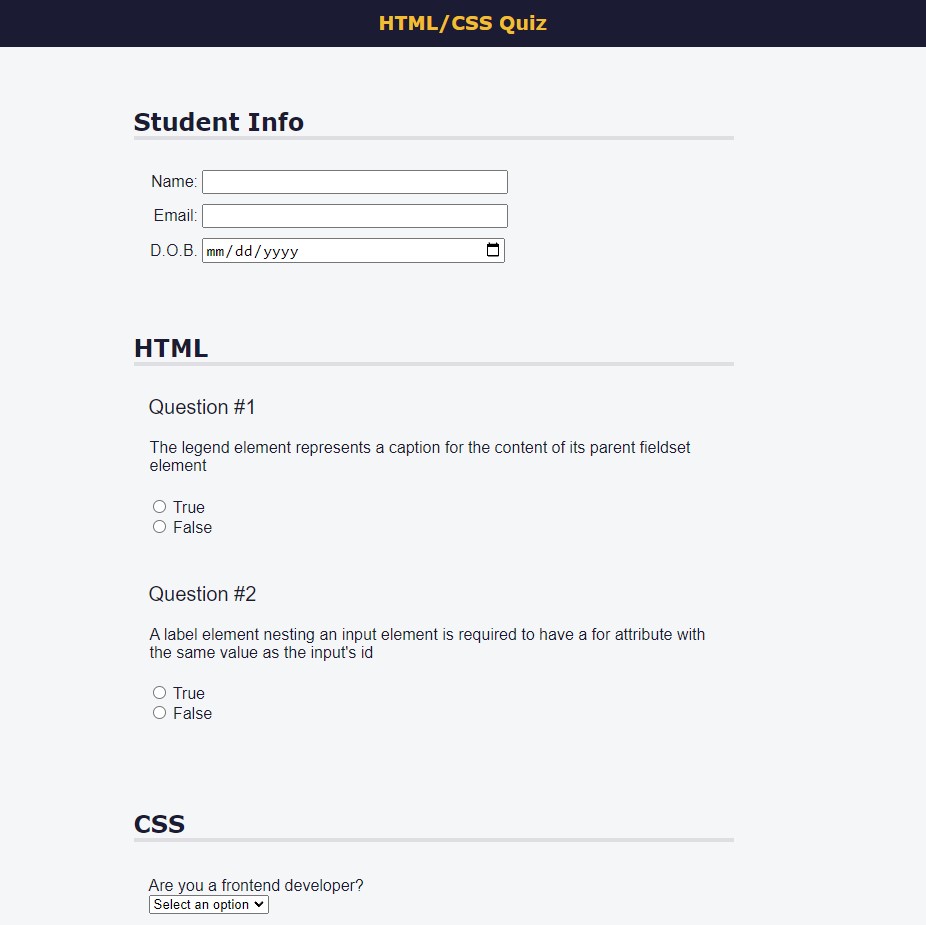 HTML/CSS Quiz
Student Info
Name:
Email:
D.O.B. mm/dd/yyyy
HTML
Question #1
The legend element represents a caption for the content of its parent fieldset
element
True
False
Question #2
A label element nesting an input element is required to have a for attribute with
the same value as the input's id
True
False
CSS
Are you a frontend developer?
Select an option